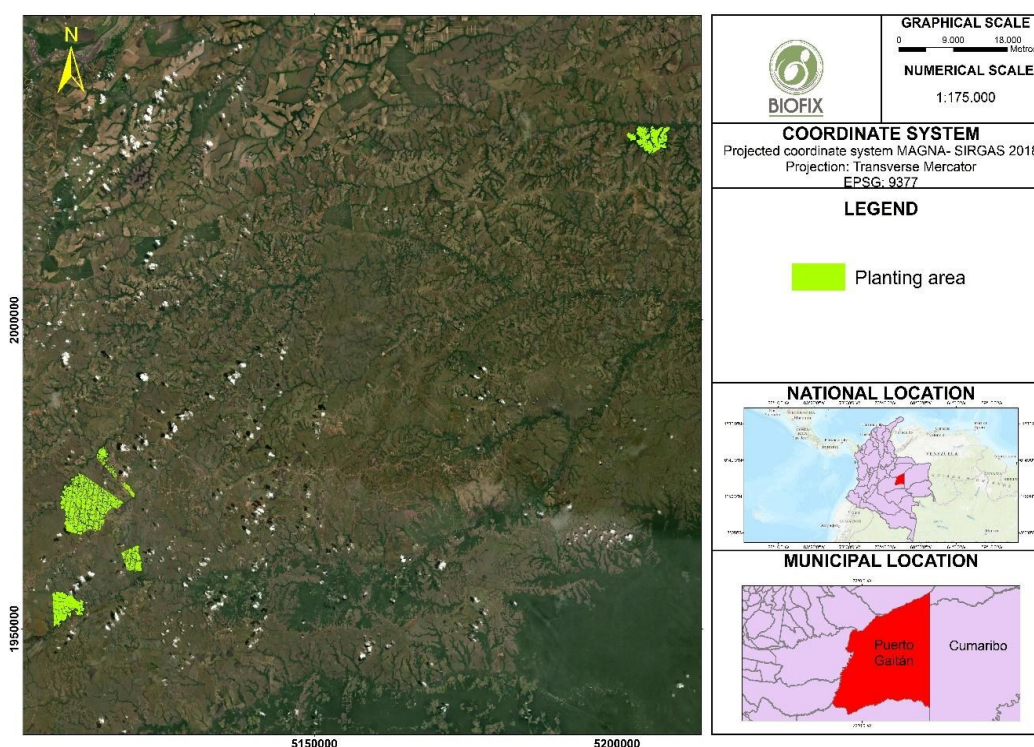 N
2000000
1950000
5150000
5200000
BIOFIX
GRAPHICAL SCALE
0 9.000 18.000
Metro
NUMERICAL SCALE
1:175.000
COORDINATE SYSTEM
Projected coordinate system MAGNA- SIRGAS 2018
Projection: Transverse Mercator
EPSG: 9377
LEGEND
Planting area
NATIONAL LOCATION
VENEZUELA
MUNICIPAL LOCATION
Puerto
Gaitán
Cumaribo